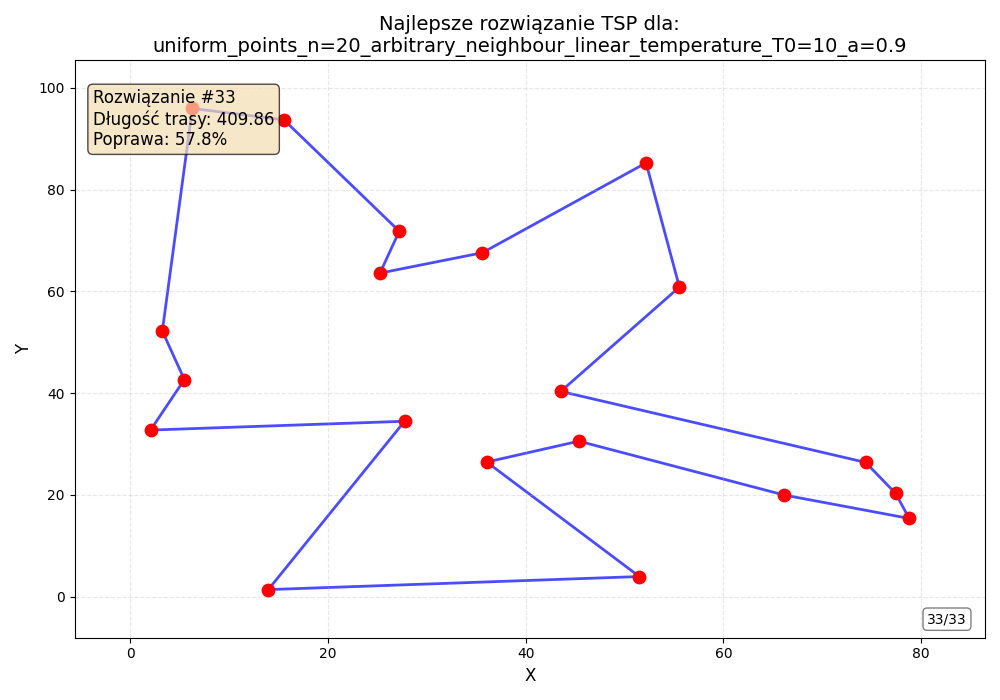 Najlepsze rozwiązanie TSP dla:
uniform_points_n=20_arbitrary_neighbour_linear_temperature_T0=10_a=0.9
Rozwiązanie #33
Długość trasy: 409.86
Poprawa: 57.8%
100
80
60
40
20
0
Y
33/33
0 20 40 60 80
X